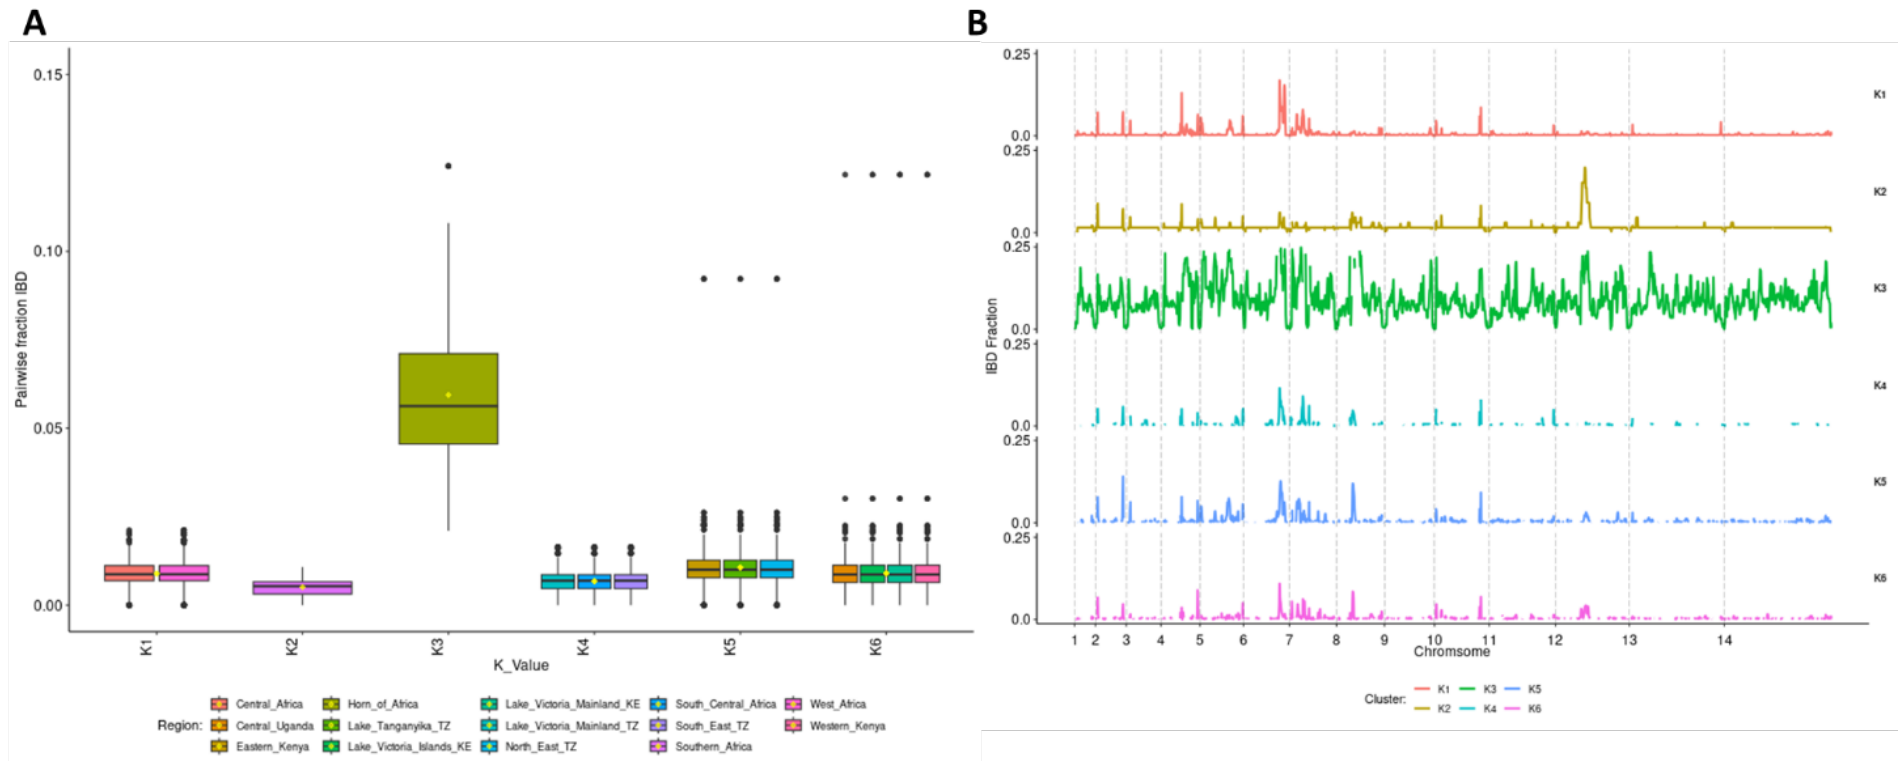 A
B
0.15
0.10
0.05
0.00
Pairwise fraction IBD
K1 K2 K3 K4 K5 K6
K_Value
Region:
Central_Africa Horn_of_Africa Lake_Victoria_Mainland_KE South_Central_Africa West_Africa
Central_Uganda Lake_Tanganyika_TZ Lake_Victoria_Mainland_TZ South_East_TZ Western_Kenya
Eastern_Kenya Lake_Victoria_Islands_KE North_East_TZ Southern_Africa
0.25
0.0
K1
0.25
0.0
K2
0.25
0.0
K3
0.25
0.0
K4
0.25
0.0
K5
0.25
0.0
K6
IBD Fraction
1 2 3 4 5 6 7 8 9 10 11 12 13 14
Chromsome
Cluster:
K1 K3 K5
K2 K4 K6